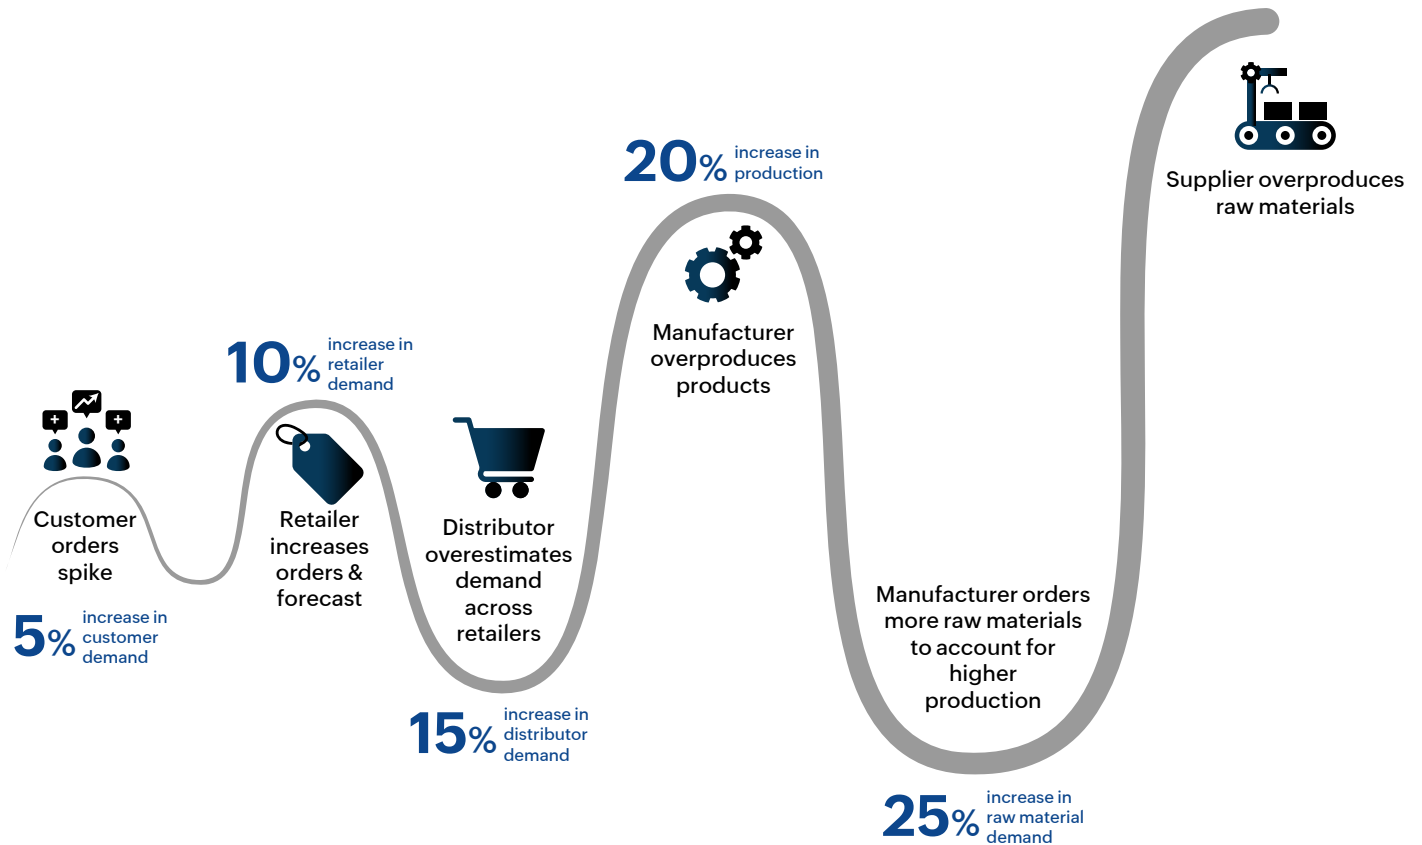 Customer
orders
spike
5%
increase in
customer
demand
10%
increase in
retailer
demand
Retailer
increases
orders &
forecast
Distributor
overestimates
demand
across
retailers
15%
increase in
distributor
demand
20%
increase in
production
Manufacturer
overproduces
products
Manufacturer orders
more raw materials
to account for
higher
production
25%
increase in
raw material
demand
Supplier overproduces
raw materials